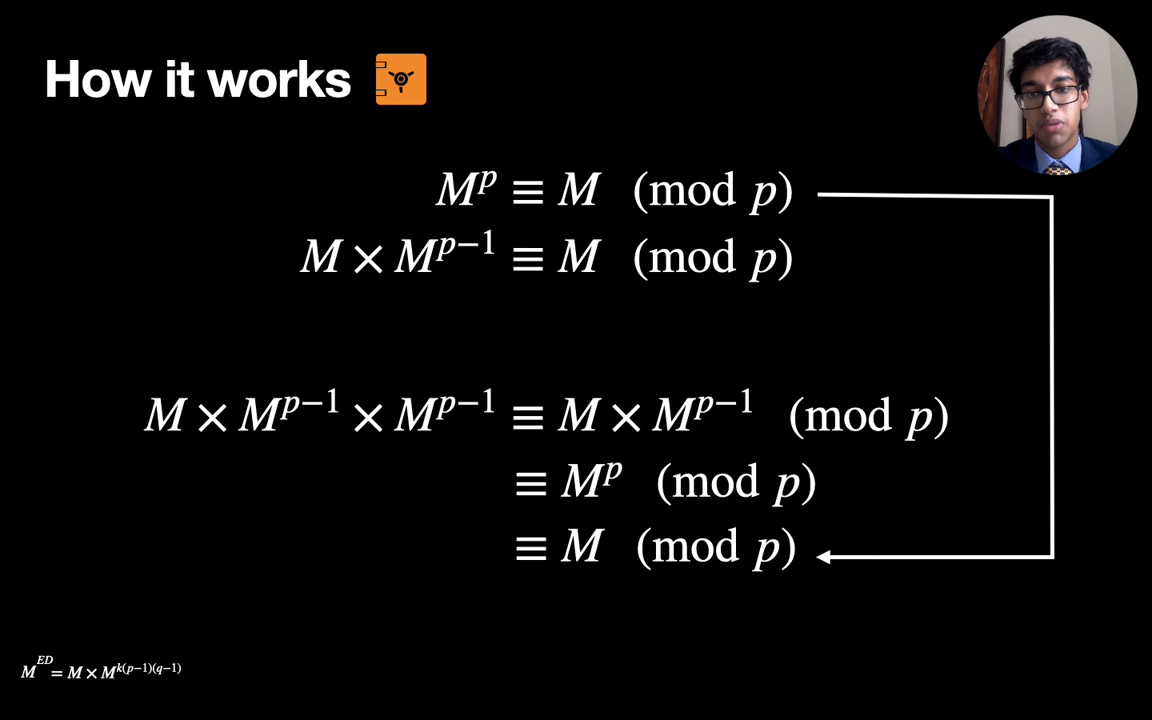 How it works
M^p ≡ M (mod p)
M × M^{p−1} ≡ M (mod p)
M × M^{p−1} × M^{p−1} ≡ M × M^{p−1} (mod p)
≡ M^p (mod p)
≡ M (mod p)
M^{ED} = M × M^{k(p−1)(q−1)}